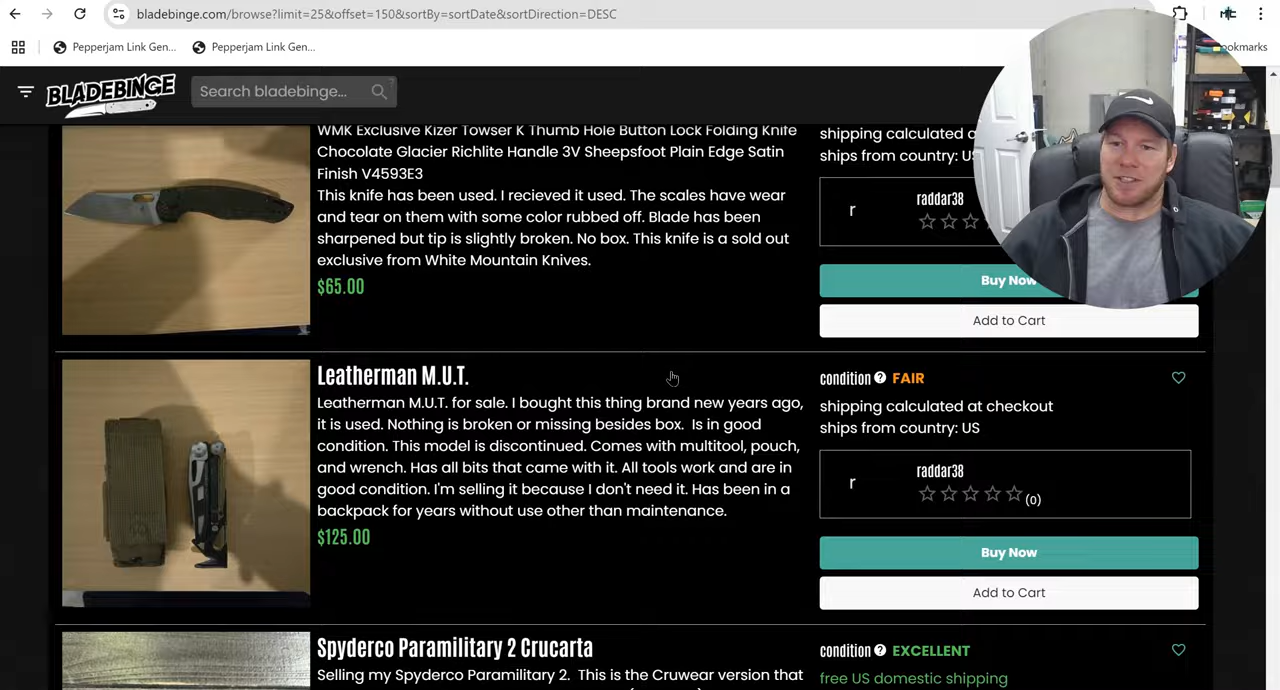 bladebinge.com/browse?limit=25&offset=150&sortBy=sortDate&sortDirection=DESC
Pepperjam Link Gen...
Pepperjam Link Gen...
BLADEBINGE
Search bladebinge...
WMK Exclusive Kizer Towser K Thumb Hole Button Lock Folding Knife
Chocolate Glacier Richlite Handle 3V Sheepsfoot Plain Edge Satin
Finish V4593E3
This knife has been used. I recieved it used. The scales have wear
and tear on them with some color rubbed off. Blade has been
sharpened but tip is slightly broken. No box. This knife is a sold out
exclusive from White Mountain Knives.
$65.00
shipping calculated
ships from country:
r
raddar38
Buy Now
Add to Cart
Leatherman M.U.T.
Leatherman M.U.T. for sale. I bought this thing brand new years ago,
it is used. Nothing is broken or missing besides box.  Is in good
condition. This model is discontinued. Comes with multitool, pouch,
and wrench. Has all bits that came with it. All tools work and are in
good condition. I'm selling it because I don't need it. Has been in a
backpack for years without use other than maintenance.
$125.00
condition ? FAIR
shipping calculated at checkout
ships from country: US
r
raddar38
(0)
Buy Now
Add to Cart
Spyderco Paramilitary 2 Crucarta
Selling my Spyderco Paramilitary 2.  This is the Cruwear version that
condition ? EXCELLENT
free US domestic shipping